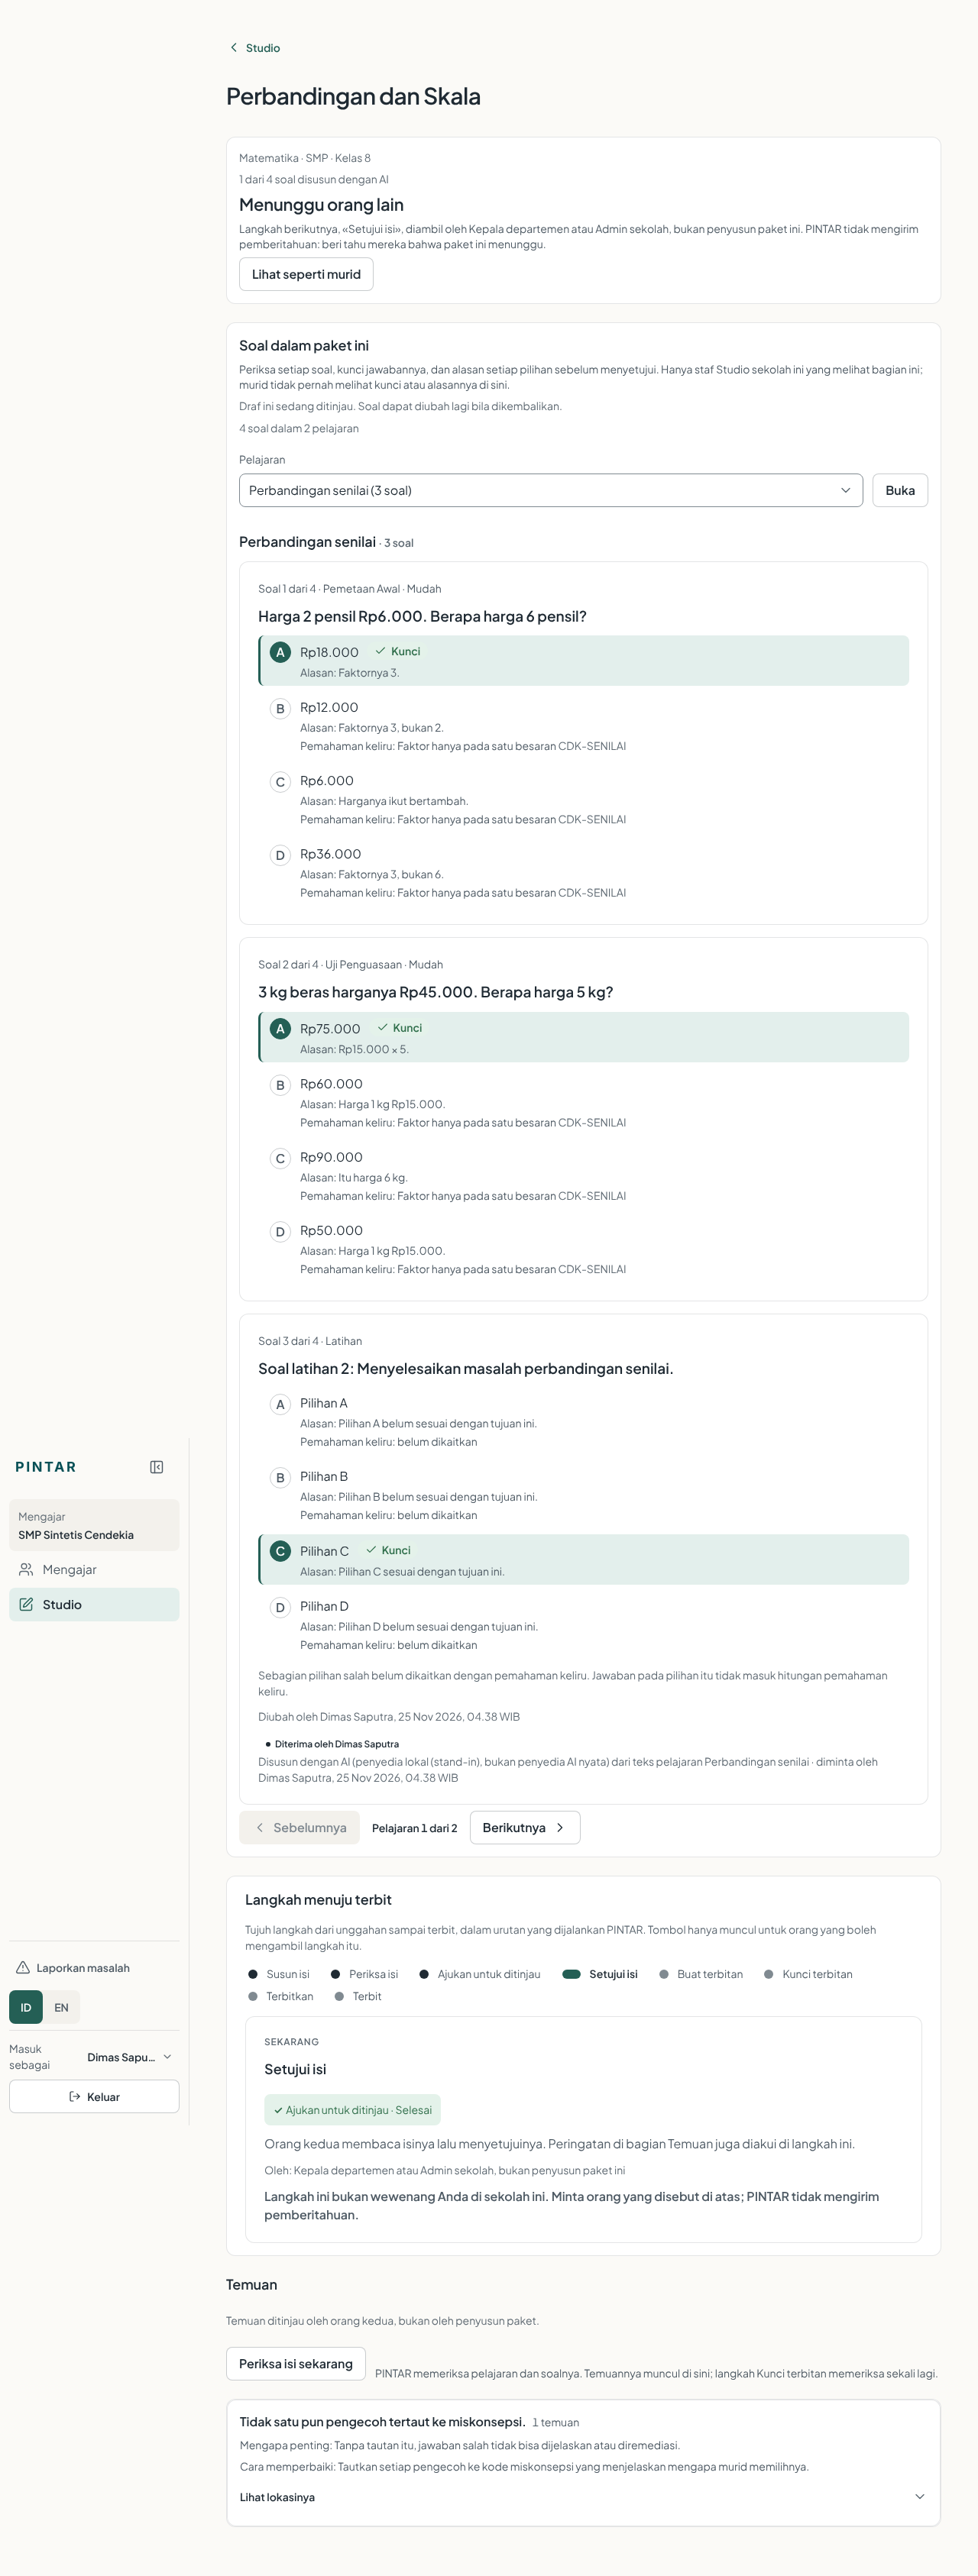 Studio
Perbandingan dan Skala
Matematika · SMP · Kelas 8
1 dari 4 soal disusun dengan AI
Menunggu orang lain
Langkah berikutnya, «Setujui isi», diambil oleh Kepala departemen atau Admin sekolah, bukan penyusun paket ini. PINTAR tidak mengirim
pemberitahuan: beri tahu mereka bahwa paket ini menunggu.
Lihat seperti murid
Soal dalam paket ini
Periksa setiap soal, kunci jawabannya, dan alasan setiap pilihan sebelum menyetujui. Hanya staf Studio sekolah ini yang melihat bagian ini;
murid tidak pernah melihat kunci atau alasannya di sini.
Draf ini sedang ditinjau. Soal dapat diubah lagi bila dikembalikan.
4 soal dalam 2 pelajaran
Pelajaran
Perbandingan senilai (3 soal)
Buka
Perbandingan senilai · 3 soal
Soal 1 dari 4 · Pemetaan Awal · Mudah
Harga 2 pensil Rp6.000. Berapa harga 6 pensil?
A Rp18.000 Kunci
Alasan: Faktornya 3.
B Rp12.000
Alasan: Faktornya 3, bukan 2.
Pemahaman keliru: Faktor hanya pada satu besaran CDK-SENILAI
C Rp6.000
Alasan: Harganya ikut bertambah.
Pemahaman keliru: Faktor hanya pada satu besaran CDK-SENILAI
D Rp36.000
Alasan: Faktornya 3, bukan 6.
Pemahaman keliru: Faktor hanya pada satu besaran CDK-SENILAI
Soal 2 dari 4 · Uji Penguasaan · Mudah
3 kg beras harganya Rp45.000. Berapa harga 5 kg?
A Rp75.000 Kunci
Alasan: Rp15.000 × 5.
B Rp60.000
Alasan: Harga 1 kg Rp15.000.
Pemahaman keliru: Faktor hanya pada satu besaran CDK-SENILAI
C Rp90.000
Alasan: Itu harga 6 kg.
Pemahaman keliru: Faktor hanya pada satu besaran CDK-SENILAI
D Rp50.000
Alasan: Harga 1 kg Rp15.000.
Pemahaman keliru: Faktor hanya pada satu besaran CDK-SENILAI
Soal 3 dari 4 · Latihan
Soal latihan 2: Menyelesaikan masalah perbandingan senilai.
A Pilihan A
Alasan: Pilihan A belum sesuai dengan tujuan ini.
Pemahaman keliru: belum dikaitkan
B Pilihan B
Alasan: Pilihan B belum sesuai dengan tujuan ini.
Pemahaman keliru: belum dikaitkan
C Pilihan C Kunci
Alasan: Pilihan C sesuai dengan tujuan ini.
D Pilihan D
Alasan: Pilihan D belum sesuai dengan tujuan ini.
Pemahaman keliru: belum dikaitkan
Sebagian pilihan salah belum dikaitkan dengan pemahaman keliru. Jawaban pada pilihan itu tidak masuk hitungan pemahaman
keliru.
Diubah oleh Dimas Saputra, 25 Nov 2026, 04.38 WIB
Diterima oleh Dimas Saputra
Disusun dengan AI (penyedia lokal (stand-in), bukan penyedia AI nyata) dari teks pelajaran Perbandingan senilai · diminta oleh
Dimas Saputra, 25 Nov 2026, 04.38 WIB
Sebelumnya
Pelajaran 1 dari 2
Berikutnya
PINTAR
Mengajar
SMP Sintetis Cendekia
Mengajar
Studio
Laporkan masalah
ID EN
Masuk
sebagai
Dimas Sapu...
Keluar
Langkah menuju terbit
Tujuh langkah dari unggahan sampai terbit, dalam urutan yang dijalankan PINTAR. Tombol hanya muncul untuk orang yang boleh
mengambil langkah itu.
Susun isi Periksa isi Ajukan untuk ditinjau Setujui isi Buat terbitan Kunci terbitan
Terbitkan Terbit
SEKARANG
Setujui isi
✓ Ajukan untuk ditinjau · Selesai
Orang kedua membaca isinya lalu menyetujuinya. Peringatan di bagian Temuan juga diakui di langkah ini.
Oleh: Kepala departemen atau Admin sekolah, bukan penyusun paket ini
Langkah ini bukan wewenang Anda di sekolah ini. Minta orang yang disebut di atas; PINTAR tidak mengirim
pemberitahuan.
Temuan
Temuan ditinjau oleh orang kedua, bukan oleh penyusun paket.
Periksa isi sekarang
PINTAR memeriksa pelajaran dan soalnya. Temuannya muncul di sini; langkah Kunci terbitan memeriksa sekali lagi.
Tidak satu pun pengecoh tertaut ke miskonsepsi. 1 temuan
Mengapa penting: Tanpa tautan itu, jawaban salah tidak bisa dijelaskan atau diremediasi.
Cara memperbaiki: Tautkan setiap pengecoh ke kode miskonsepsi yang menjelaskan mengapa murid memilihnya.
Lihat lokasinya